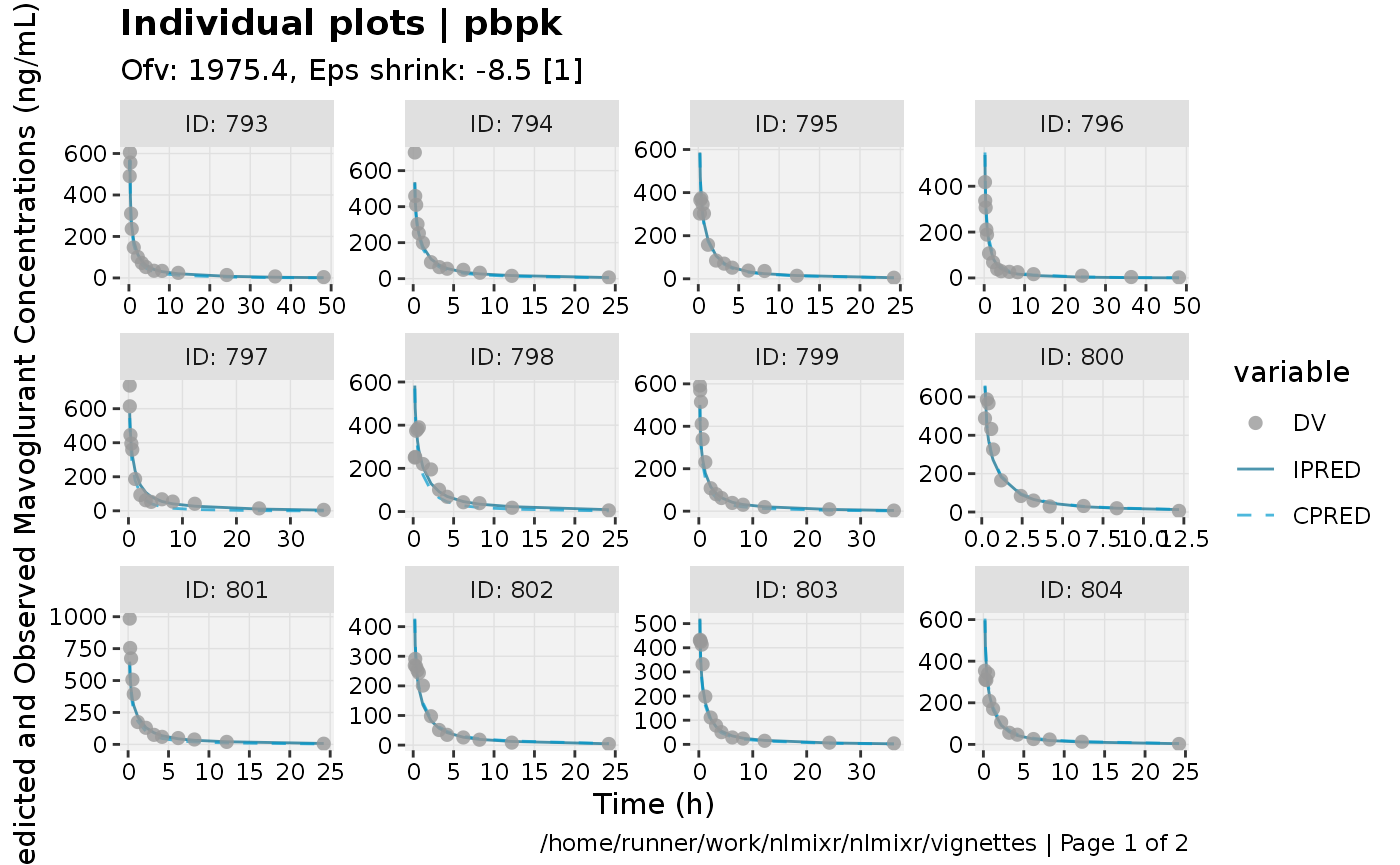 Individual plots | pbpk
Ofv: 1975.4, Eps shrink: -8.5 [1]
edicted and Observed Mavoglurant Concentrations (ng/mL)
ID: 793
600
400
200
0
0 10 20 30 40 50
ID: 794
600
400
200
0
0 5 10 15 20 25
ID: 795
600
400
200
0
0 5 10 15 20 25
ID: 796
400
200
0
0 10 20 30 40 50
ID: 797
600
400
200
0
0 10 20 30
ID: 798
600
400
200
0
0 5 10 15 20 25
ID: 799
600
400
200
0
0 10 20 30
ID: 800
600
400
200
0
0.0 2.5 5.0 7.5 10.0 12.5
ID: 801
1000
750
500
250
0
0 5 10 15 20 25
ID: 802
400
300
200
100
0
0 5 10 15 20 25
ID: 803
500
400
300
200
100
0
0 10 20 30
ID: 804
600
400
200
0
0 5 10 15 20 25
variable
DV
IPRED
CPRED
Time (h)
/home/runner/work/nlmixr/nlmixr/vignettes | Page 1 of 2